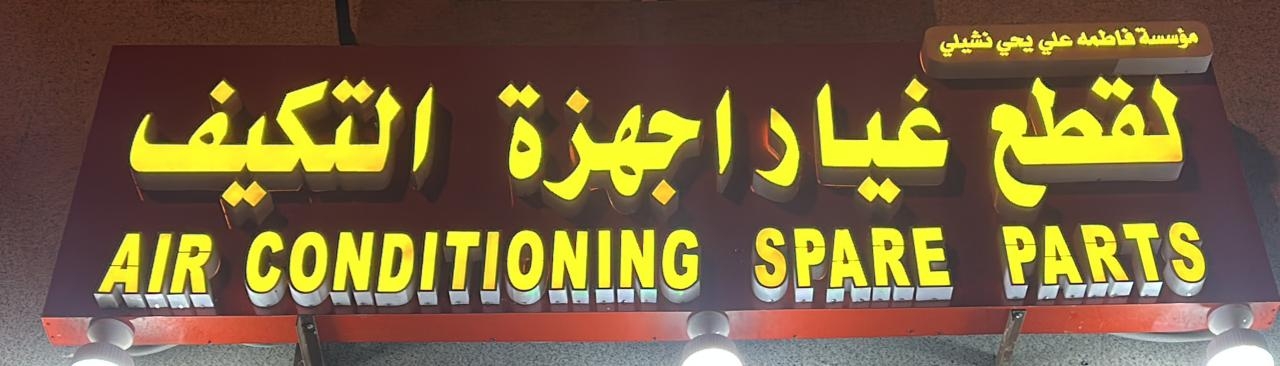 مؤسسة فاطمه علي يحي نشيلي
لقطع غيار اجهزة التكيف
AIR CONDITIONING SPARE PARTS